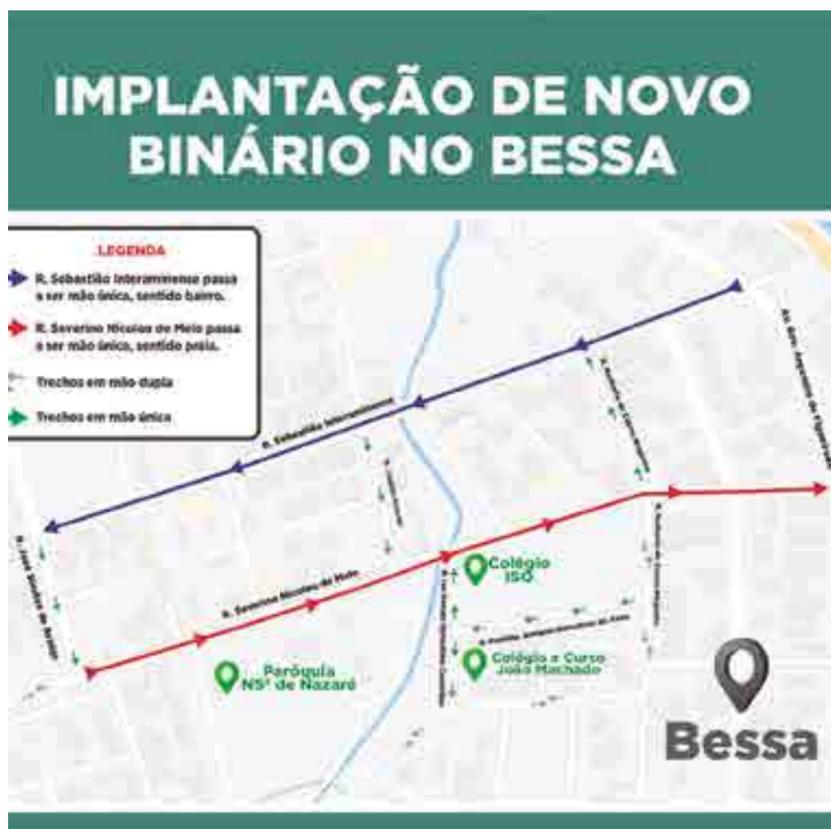 IMPLANTAÇÃO DE NOVO
BINÁRIO NO BESSA
LEGENDA
R. Sebastião Interaminense passa
a ser mão única, sentido bairro.
R. Severino Nicolau de Melo passa
a ser mão única, sentido praia.
Trechos em mão dupla
Trechos em mão única
R. Sebastião Interaminense
R. Severino Nicolau de Melo
Colégio
ISO
Paróquia
NSª de Nazaré
Colégio e Curso
João Machado
Bessa